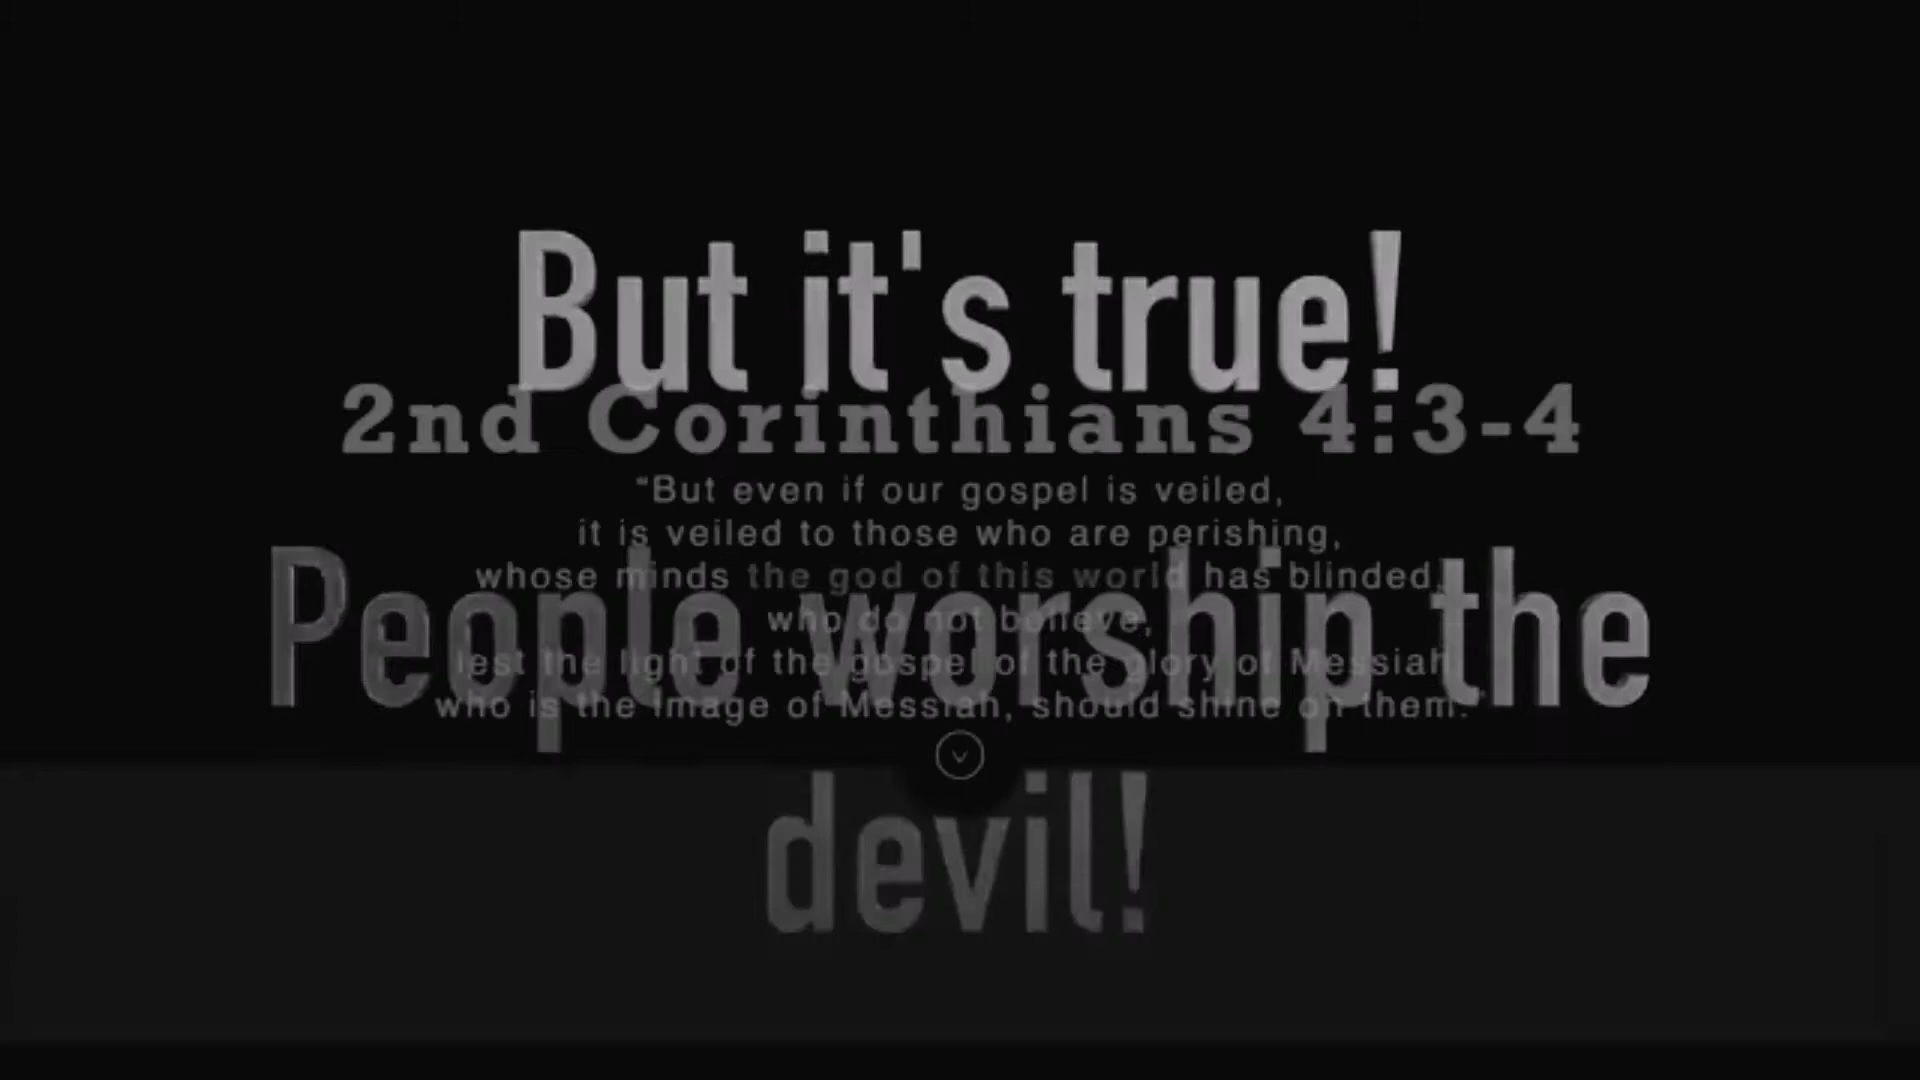 But it's true!
2nd Corinthians 4:3-4
“But even if our gospel is veiled,
it is veiled to those who are perishing,
whose minds the god of this world has blinded,
who do not believe,
lest the light of the gospel of the glory of Messiah,
who is the image of Messiah, should shine on them.
People worship the
devil!